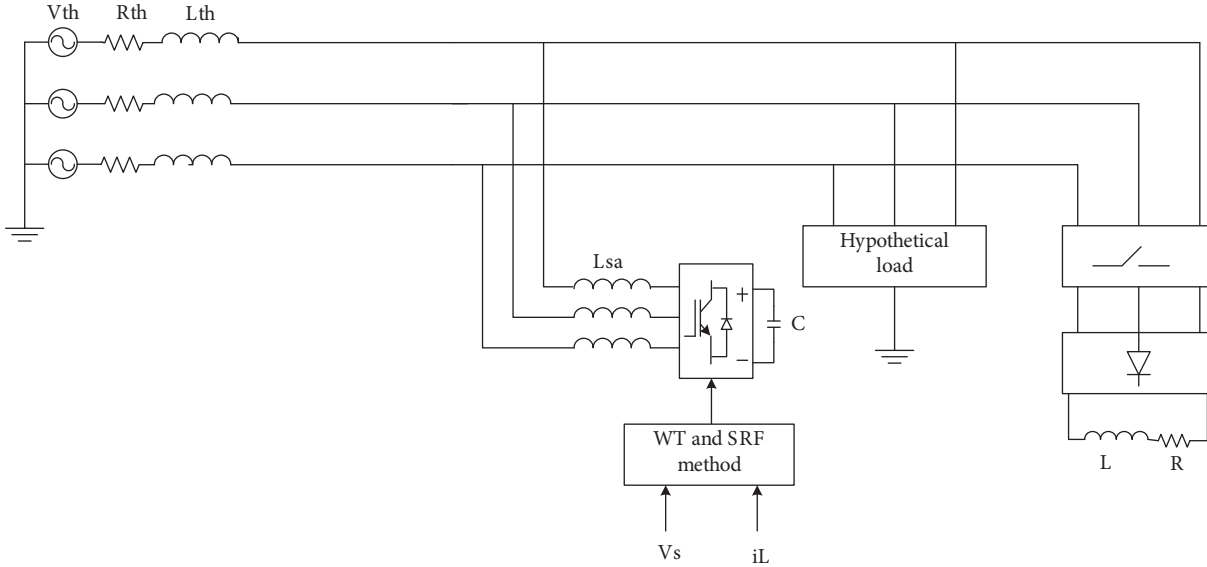 Vth
Rth
Lth
Hypothetical
load
Lsa
+
−
C
WT and SRF
method
L
R
Vs
iL